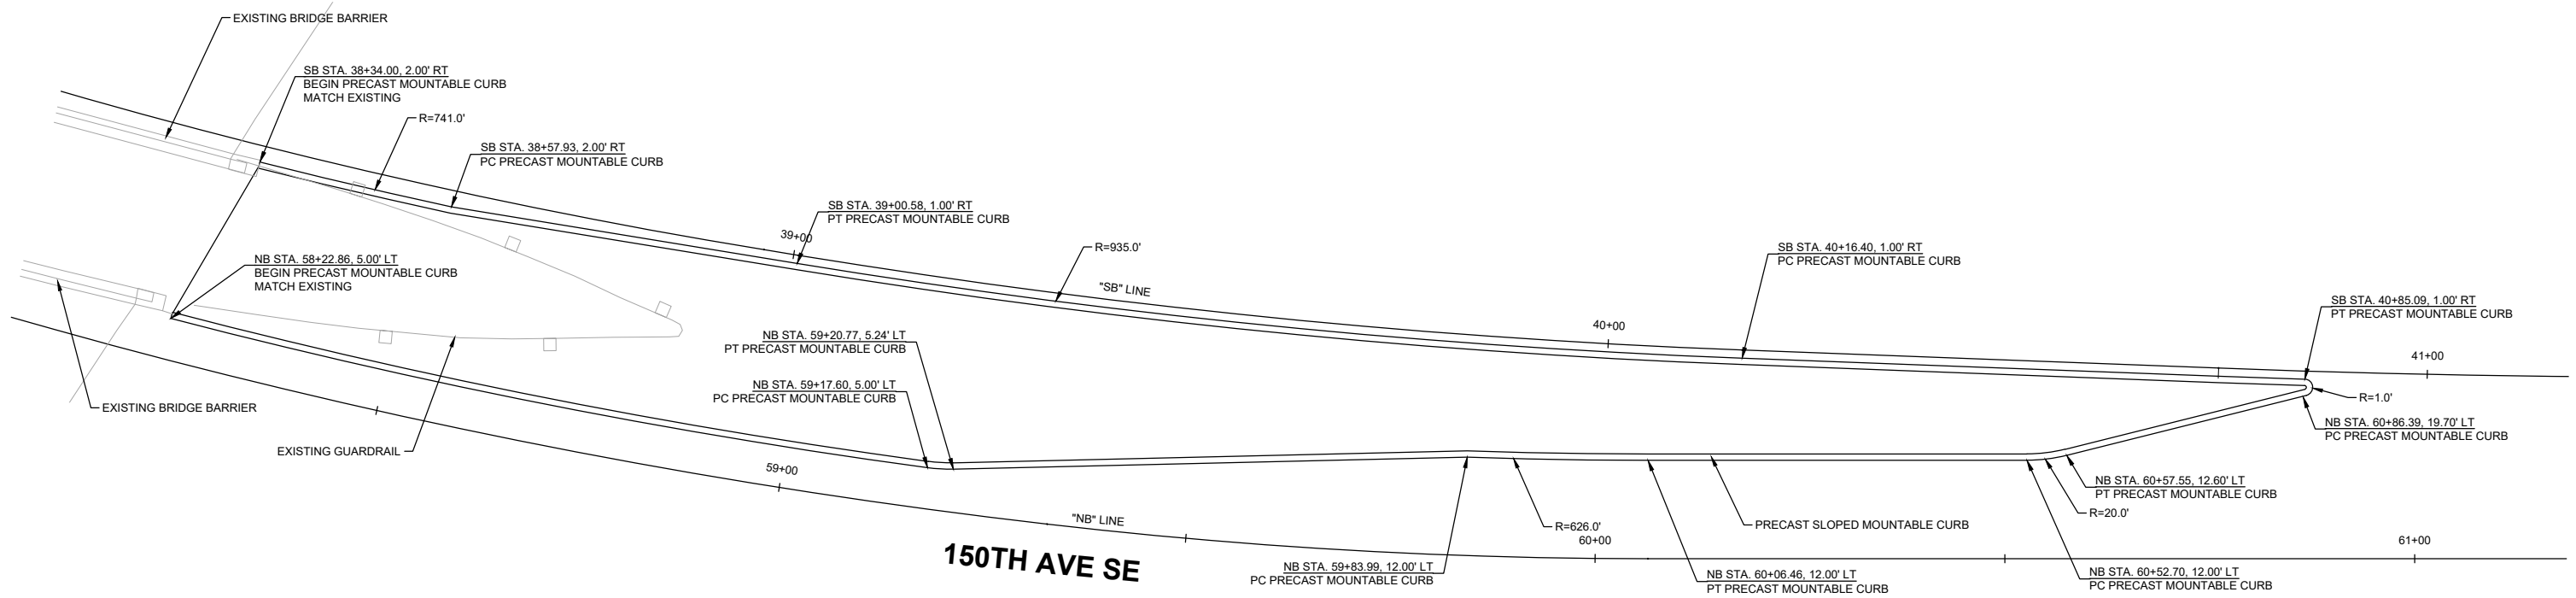 EXISTING BRIDGE BARRIER
SB STA. 38+34.00, 2.00' RT
BEGIN PRECAST MOUNTABLE CURB
MATCH EXISTING
R=741.0'
SB STA. 38+57.93, 2.00' RT
PC PRECAST MOUNTABLE CURB
SB STA. 39+00.58, 1.00' RT
PT PRECAST MOUNTABLE CURB
39+00
R=935.0'
"SB" LINE
SB STA. 40+16.40, 1.00' RT
PC PRECAST MOUNTABLE CURB
40+00
SB STA. 40+85.09, 1.00' RT
PT PRECAST MOUNTABLE CURB
41+00
NB STA. 58+22.86, 5.00' LT
BEGIN PRECAST MOUNTABLE CURB
MATCH EXISTING
NB STA. 59+20.77, 5.24' LT
PT PRECAST MOUNTABLE CURB
NB STA. 59+17.60, 5.00' LT
PC PRECAST MOUNTABLE CURB
R=1.0'
NB STA. 60+86.39, 19.70' LT
PC PRECAST MOUNTABLE CURB
EXISTING BRIDGE BARRIER
EXISTING GUARDRAIL
59+00
"NB" LINE
150TH AVE SE
R=626.0'
PRECAST SLOPED MOUNTABLE CURB
NB STA. 60+57.55, 12.60' LT
PT PRECAST MOUNTABLE CURB
R=20.0'
60+00
61+00
NB STA. 59+83.99, 12.00' LT
PC PRECAST MOUNTABLE CURB
NB STA. 60+06.46, 12.00' LT
PT PRECAST MOUNTABLE CURB
NB STA. 60+52.70, 12.00' LT
PC PRECAST MOUNTABLE CURB